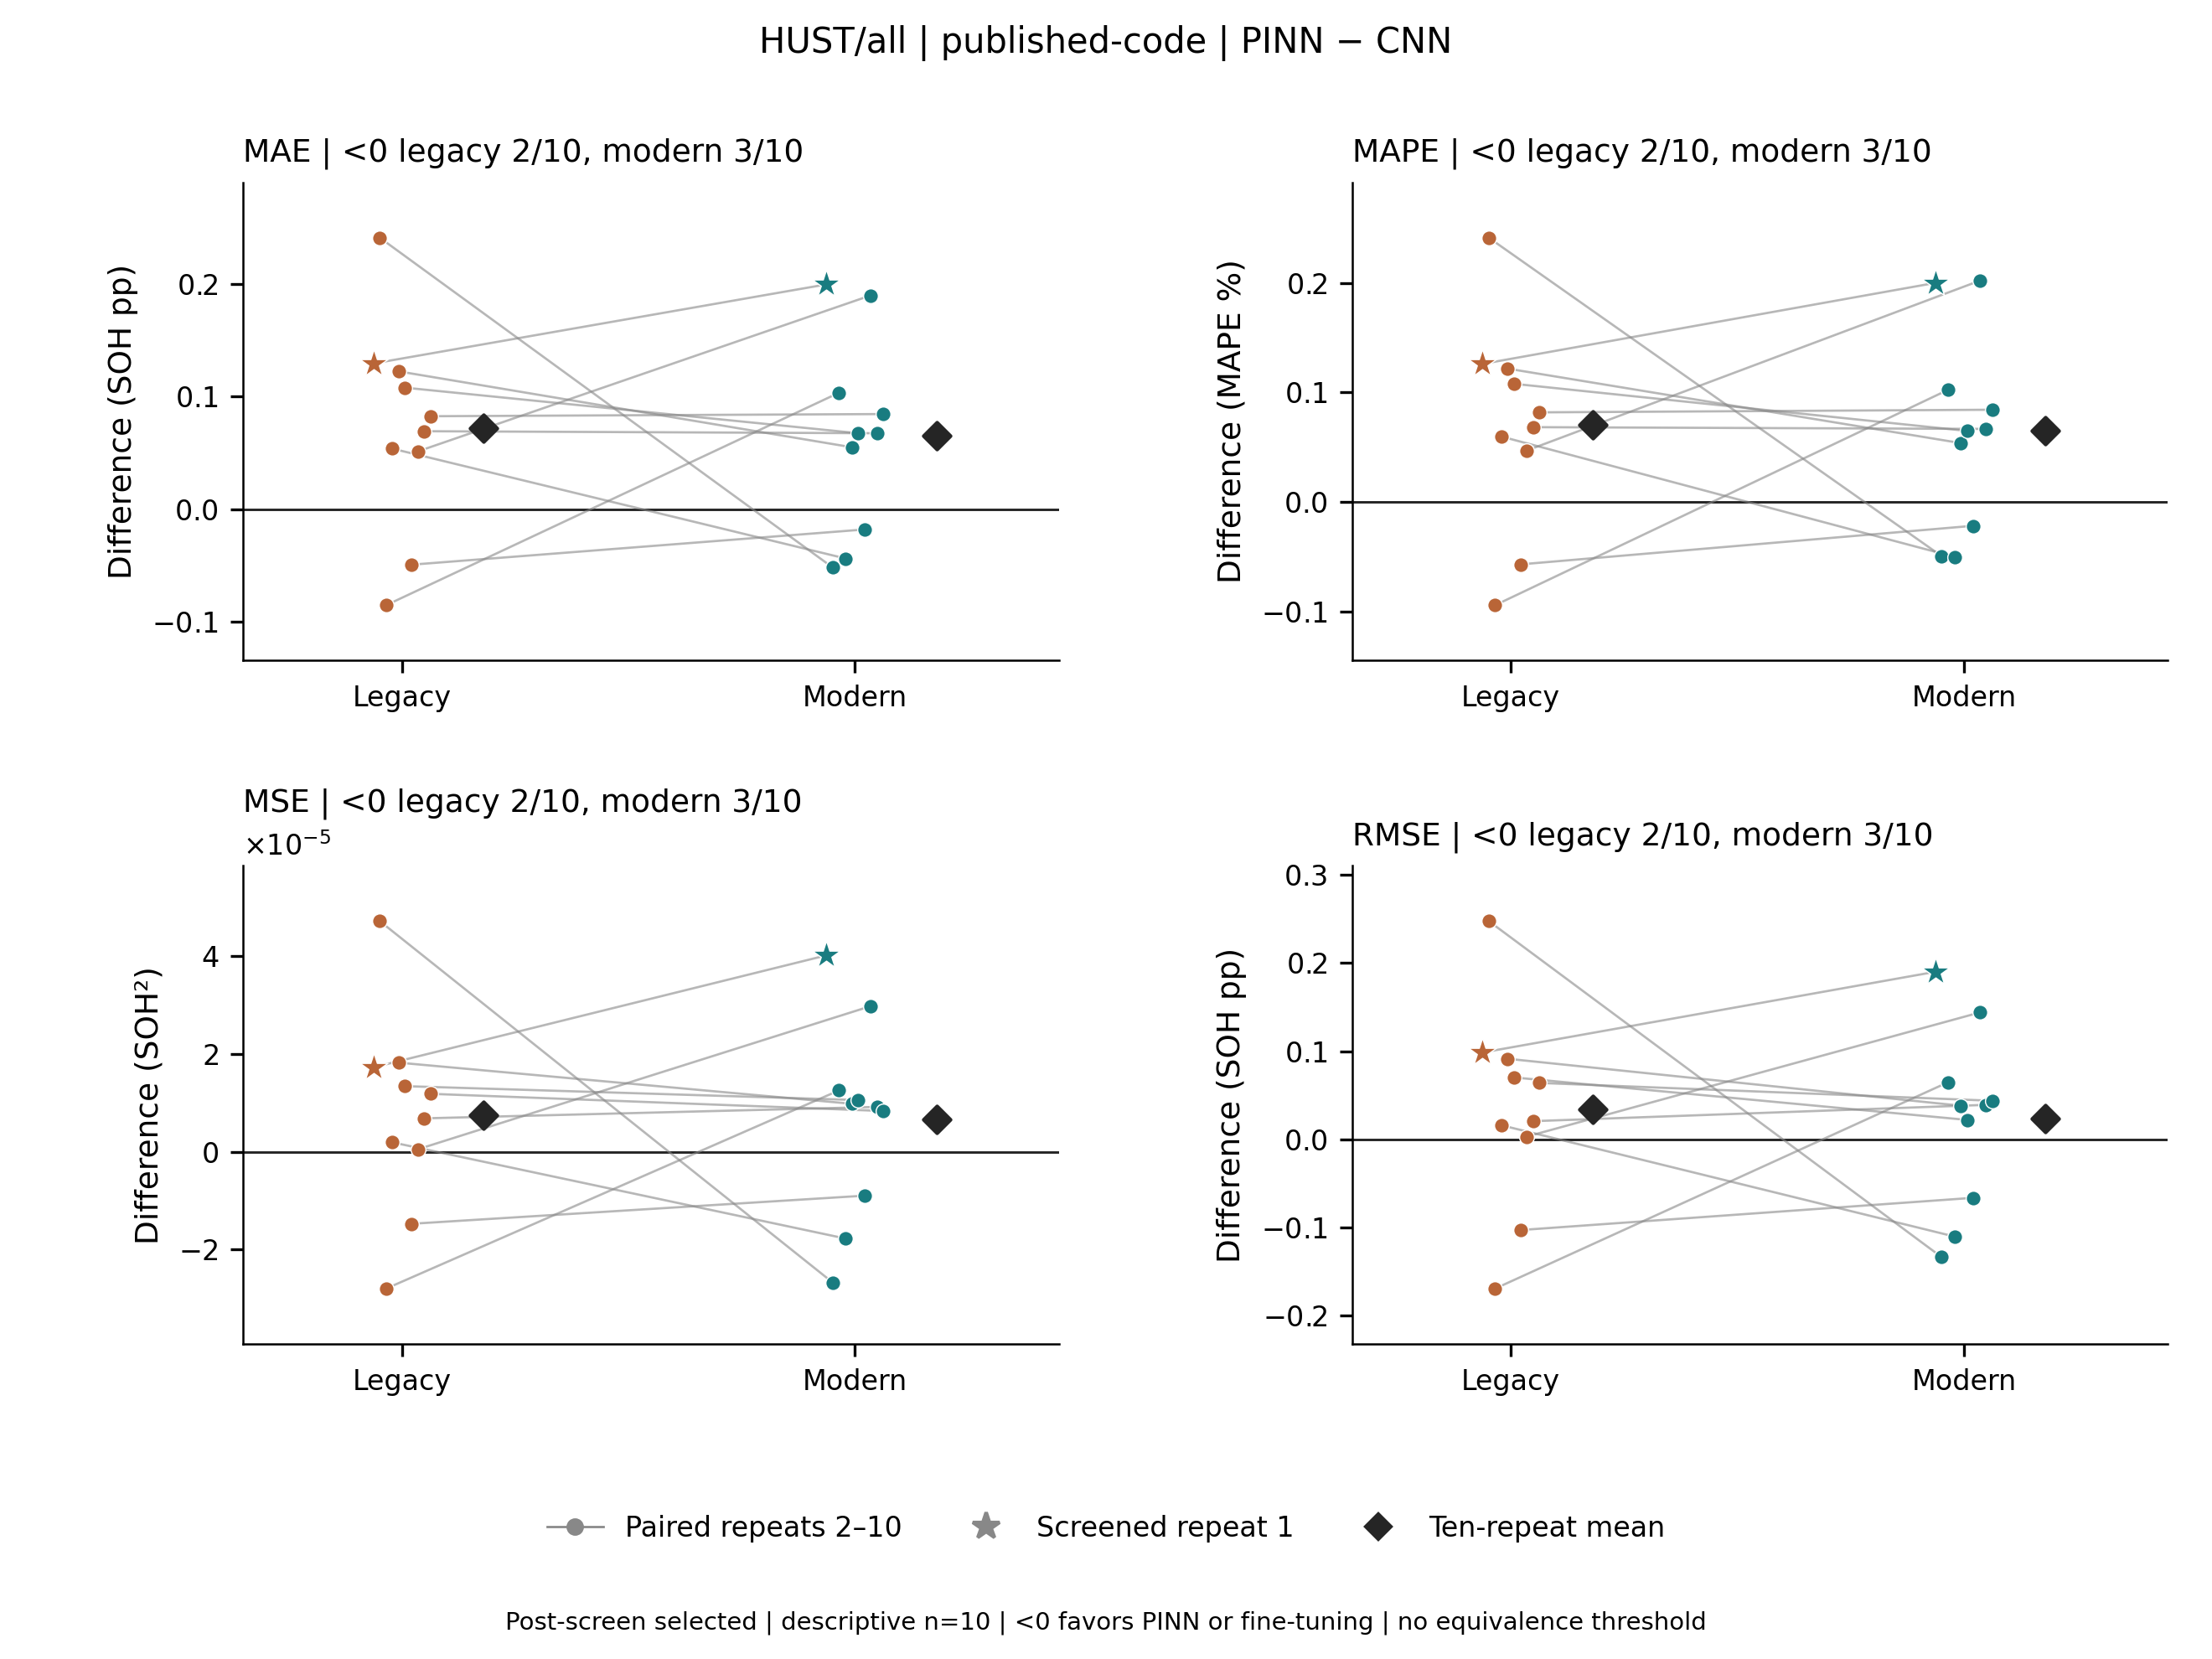 HUST/all | published-code | PINN − CNN
MAE | <0 legacy 2/10, modern 3/10
Difference (SOH pp)
0.2
0.1
0.0
−0.1
Legacy
Modern
MAPE | <0 legacy 2/10, modern 3/10
Difference (MAPE %)
0.2
0.1
0.0
−0.1
Legacy
Modern
MSE | <0 legacy 2/10, modern 3/10
×10⁻⁵
Difference (SOH²)
4
2
0
−2
Legacy
Modern
RMSE | <0 legacy 2/10, modern 3/10
Difference (SOH pp)
0.3
0.2
0.1
0.0
−0.1
−0.2
Legacy
Modern
Paired repeats 2–10
Screened repeat 1
Ten-repeat mean
Post-screen selected | descriptive n=10 | <0 favors PINN or fine-tuning | no equivalence threshold